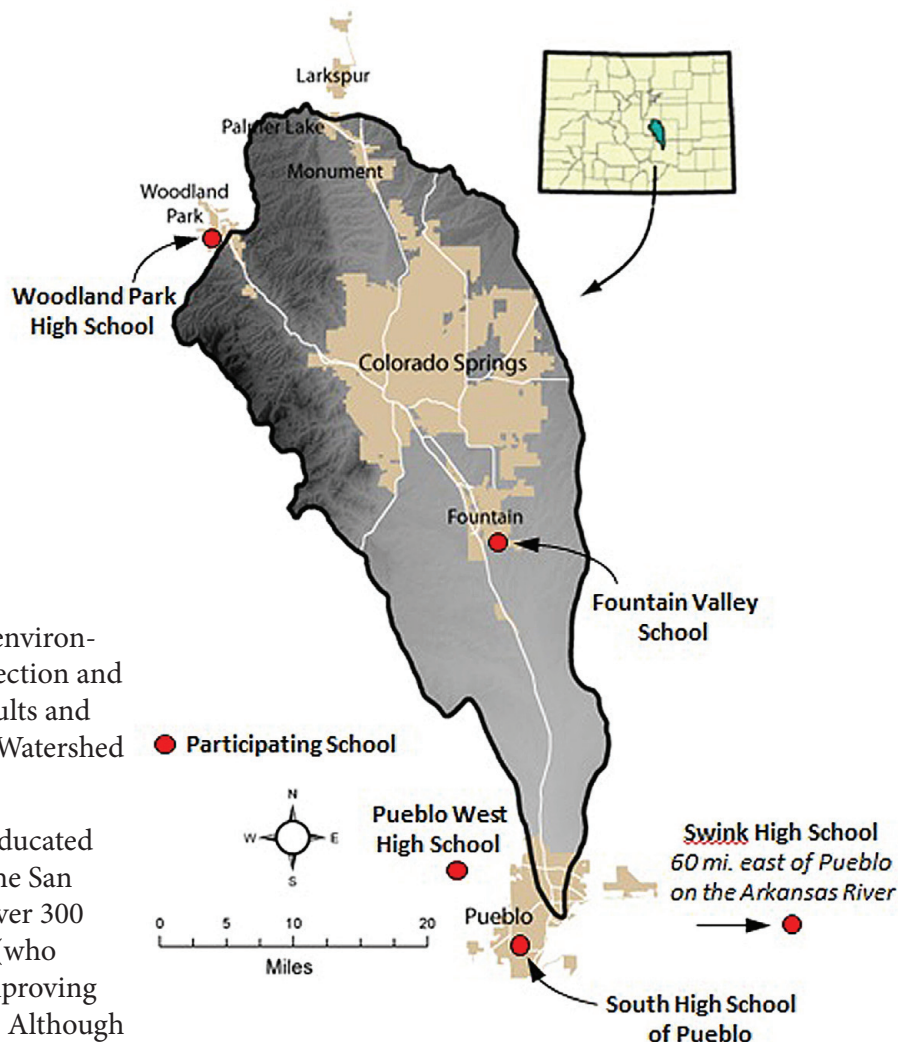 Larkspur
Palmer Lake
Monument
Woodland
Park
Woodland Park
High School
Colorado Springs
Fountain
Fountain Valley
School
environ-
ection and
ults and
Watershed
Participating School
ducated
ne San
ver 300
(who
nproving
Although
N
W
E
S
0
5
10
20
Miles
Pueblo West
High School
Pueblo
Swink High School
60 mi. east of Pueblo
on the Arkansas River
South High School
of Pueblo